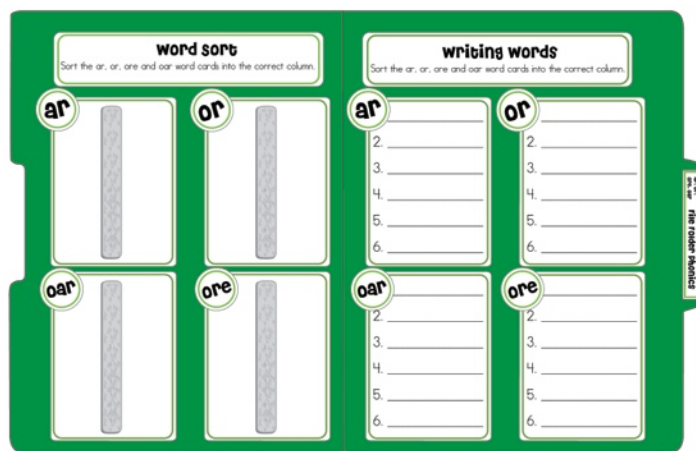 Word Sort
Sort the ar, or, ore and oar word cards into the correct column.
ar
or
oar
ore
Writing Words
Sort the ar, or, ore and oar word cards into the correct column.
ar
2.
3.
4.
5.
6.
or
2.
3.
4.
5.
6.
oar
2.
3.
4.
5.
6.
ore
2.
3.
4.
5.
6.
File Folder Phonics